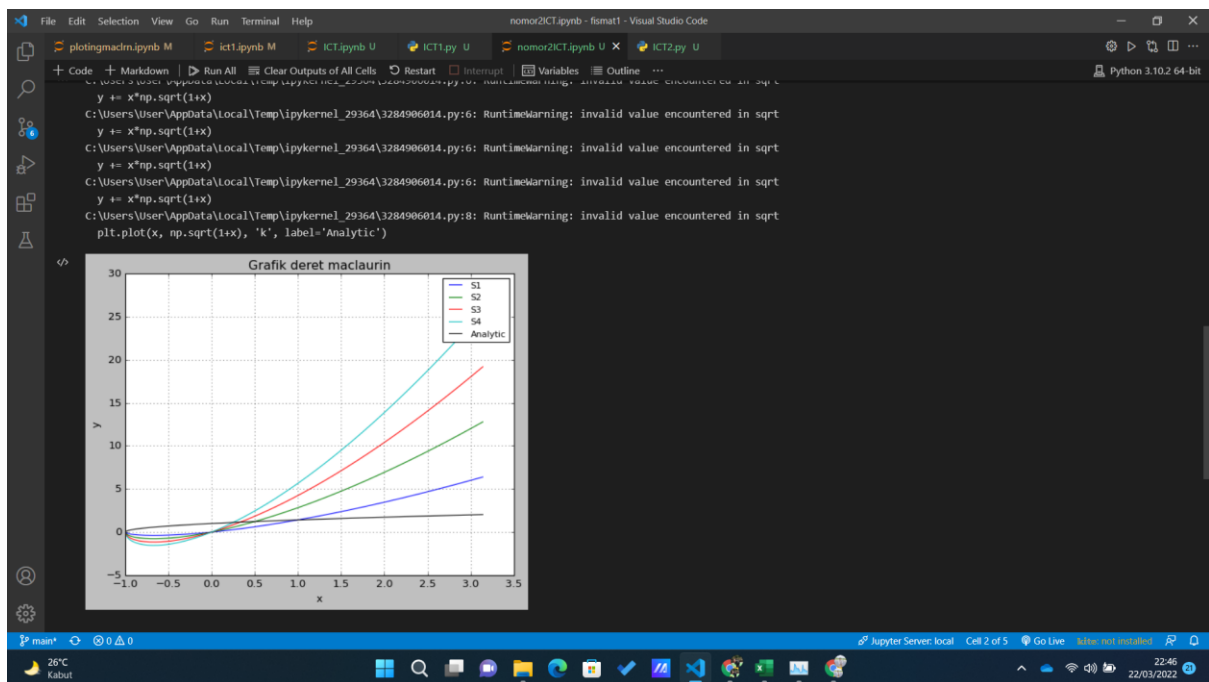 File Edit Selection View Go Run Terminal Help
nomor2ICT.ipynb - fismat1 - Visual Studio Code
plotingmaclrn.ipynb M
ict1.ipynb M
ICT.ipynb U
ICT1.py U
nomor2ICT.ipynb U
ICT2.py U
+ Code + Markdown Run All Clear Outputs of All Cells Restart Interrupt Variables Outline ...
Python 3.10.2 64-bit
C:\Users\User\AppData\Local\Temp\ipykernel_29364\3284906014.py:6: RuntimeWarning: invalid value encountered in sqrt
y += x*np.sqrt(1+x)
C:\Users\User\AppData\Local\Temp\ipykernel_29364\3284906014.py:6: RuntimeWarning: invalid value encountered in sqrt
y += x*np.sqrt(1+x)
C:\Users\User\AppData\Local\Temp\ipykernel_29364\3284906014.py:6: RuntimeWarning: invalid value encountered in sqrt
y += x*np.sqrt(1+x)
C:\Users\User\AppData\Local\Temp\ipykernel_29364\3284906014.py:6: RuntimeWarning: invalid value encountered in sqrt
y += x*np.sqrt(1+x)
C:\Users\User\AppData\Local\Temp\ipykernel_29364\3284906014.py:8: RuntimeWarning: invalid value encountered in sqrt
plt.plot(x, np.sqrt(1+x), 'k', label='Analytic')
Grafik deret maclaurin
30
25
20
15
10
5
0
−5
y
S1
S2
S3
S4
Analytic
−1.0 −0.5 0.0 0.5 1.0 1.5 2.0 2.5 3.0 3.5
x
6
main* 0 0
Jupyter Server: local Cell 2 of 5 Go Live kite: not installed
26°C
Kabut
22:46
22/03/2022
21